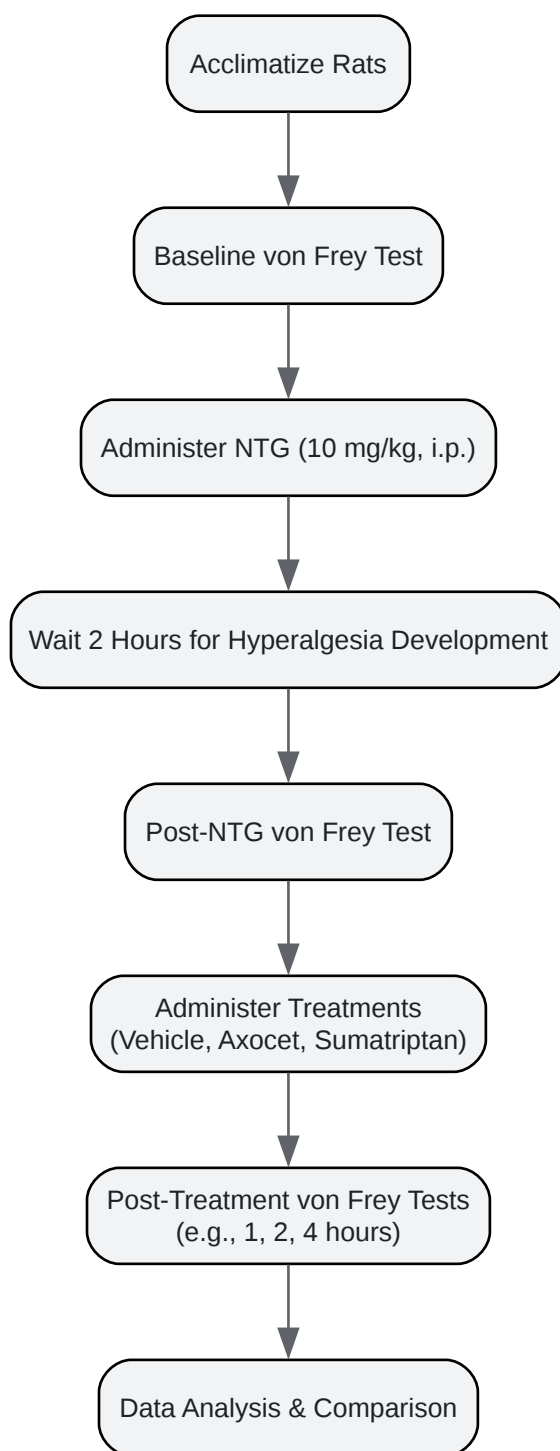 Acclimatize Rats
Baseline von Frey Test
Administer NTG (10 mg/kg, i.p.)
Wait 2 Hours for Hyperalgesia Development
Post-NTG von Frey Test
Administer Treatments
(Vehicle, Axocet, Sumatriptan)
Post-Treatment von Frey Tests
(e.g., 1, 2, 4 hours)
Data Analysis & Comparison